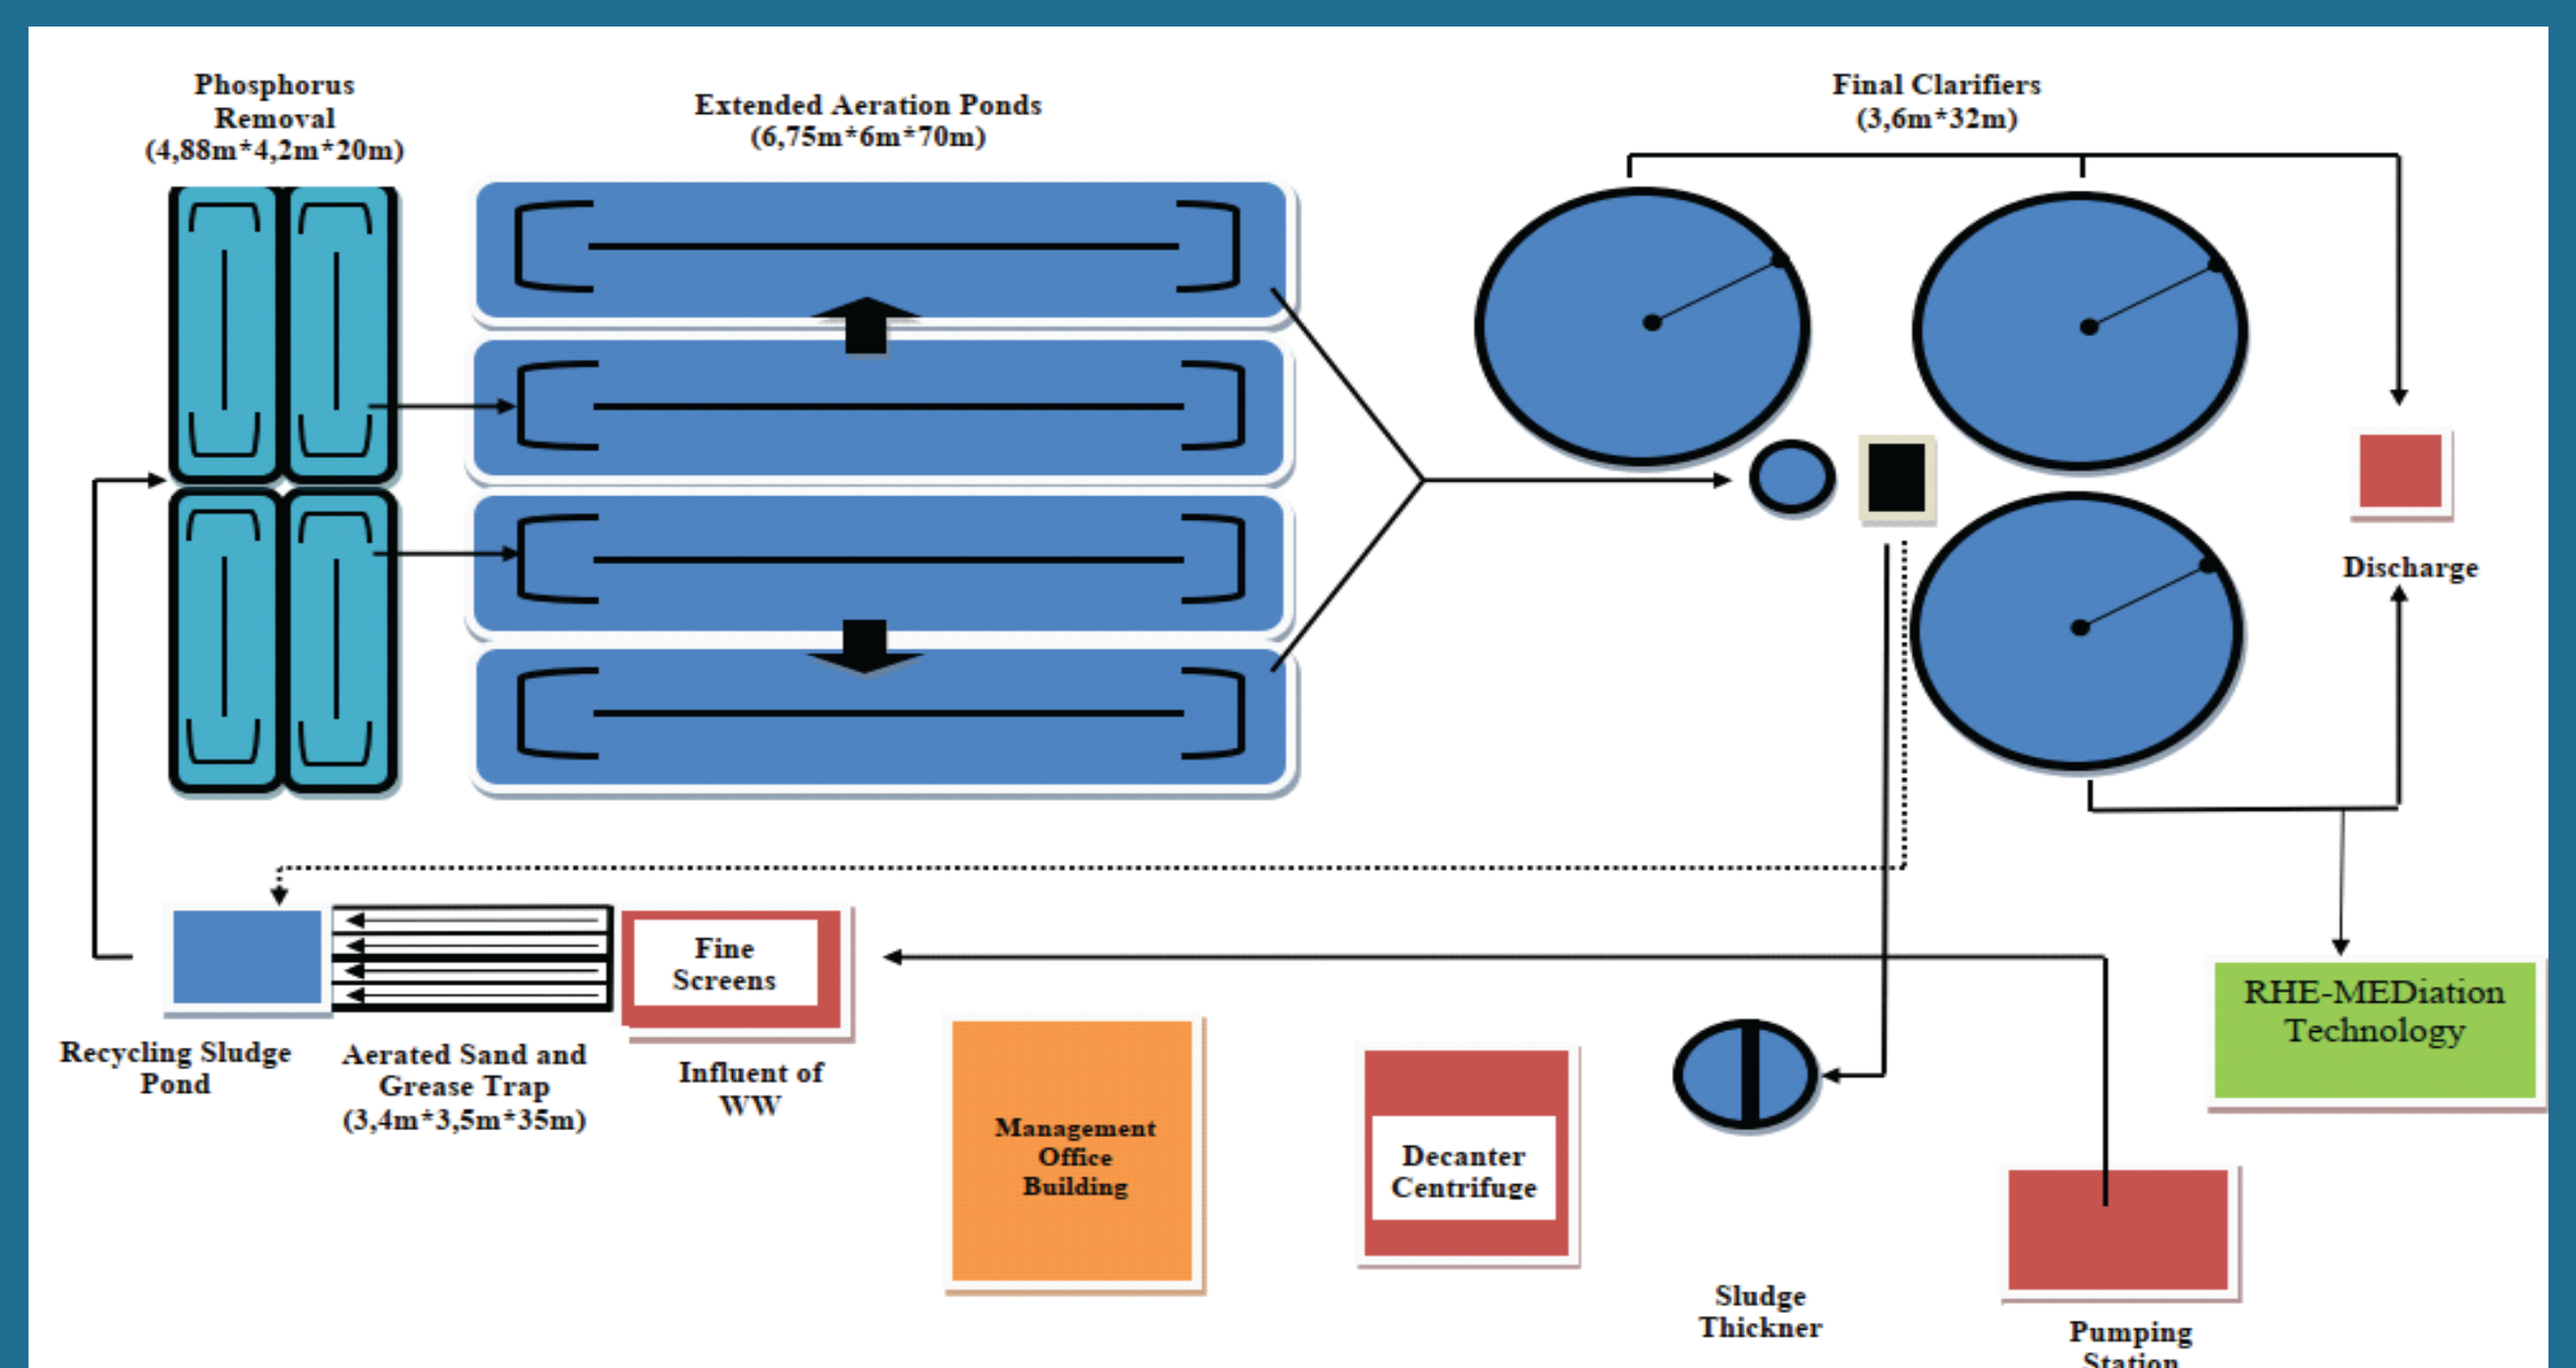 Phosphorus
Removal
(4,88m*4,2m*20m)
Extended Aeration Ponds
(6,75m*6m*70m)
Final Clarifiers
(3,6m*32m)
Discharge
Fine
Screens
RHE-MEDiation
Technology
Recycling Sludge
Pond
Aerated Sand and
Grease Trap
(3,4m*3,5m*35m)
Influent of
WW
Management
Office
Building
Decanter
Centrifuge
Sludge
Thickner
Pumping
Station